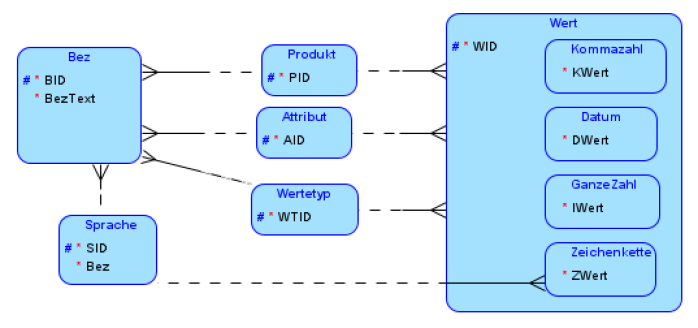 Bez
# * BID
* BezText
Produkt
# * PID
Attribut
# * AID
Wertetyp
# * WTID
Sprache
# * SID
* Bez
Wert
# * WID
Kommazahl
* KWert
Datum
* DWert
GanzeZahl
* IWert
Zeichenkette
* ZWert